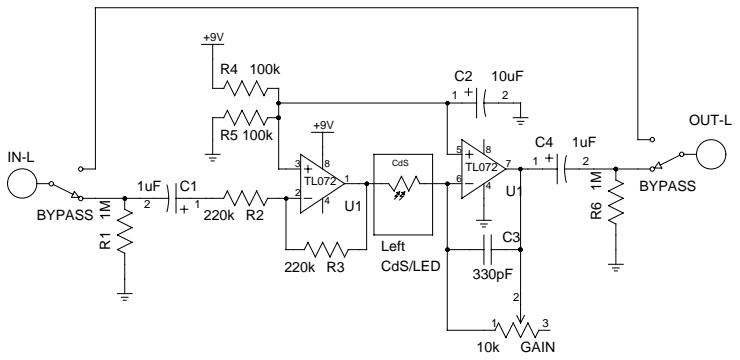 +9V
R4 100k
R5 100k
+9V
C2 10uF
1 + 2
OUT-L
IN-L
BYPASS
1M
R1
1uF C1
2 + 1
220k R2
3 + 8
TL072 1
2 − 4
U1
220k R3
CdS
Left
CdS/LED
5 + 8
TL072 7
6 − 4
U1
C3
330pF
C4 1uF
1 + 2
1M
R6
BYPASS
2
1 3
10k GAIN